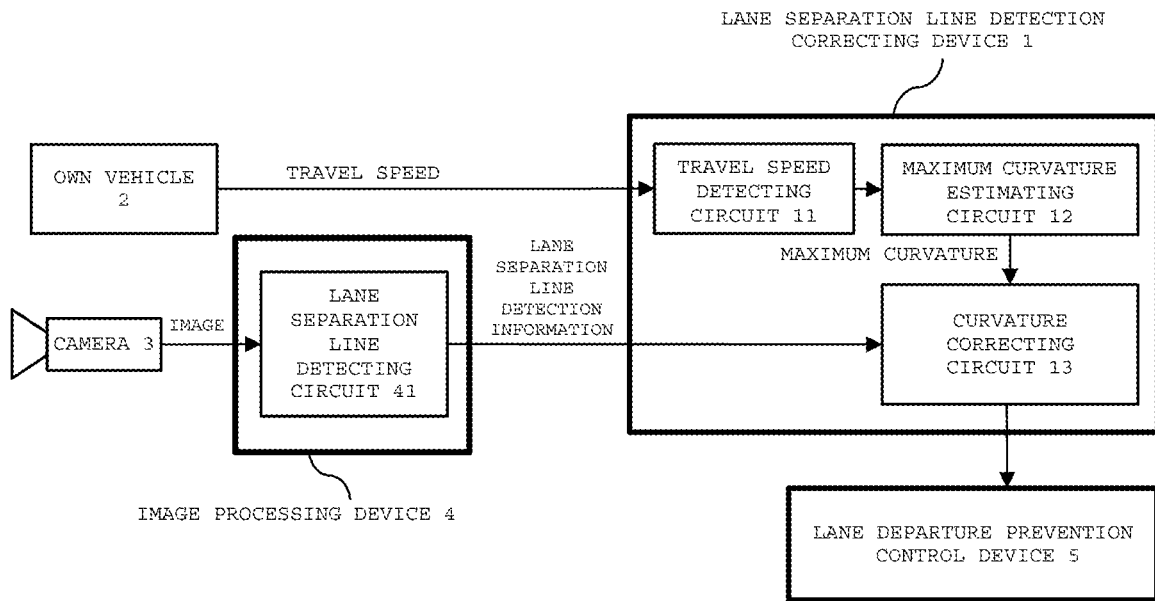 LANE SEPARATION LINE DETECTION
CORRECTING DEVICE 1
OWN VEHICLE
2
TRAVEL SPEED
TRAVEL SPEED
DETECTING
CIRCUIT 11
MAXIMUM CURVATURE
ESTIMATING
CIRCUIT 12
MAXIMUM CURVATURE
LANE
SEPARATION
LINE
DETECTION
INFORMATION
CAMERA 3
IMAGE
LANE
SEPARATION
LINE
DETECTING
CIRCUIT 41
CURVATURE
CORRECTING
CIRCUIT 13
IMAGE PROCESSING DEVICE 4
LANE DEPARTURE PREVENTION
CONTROL DEVICE 5